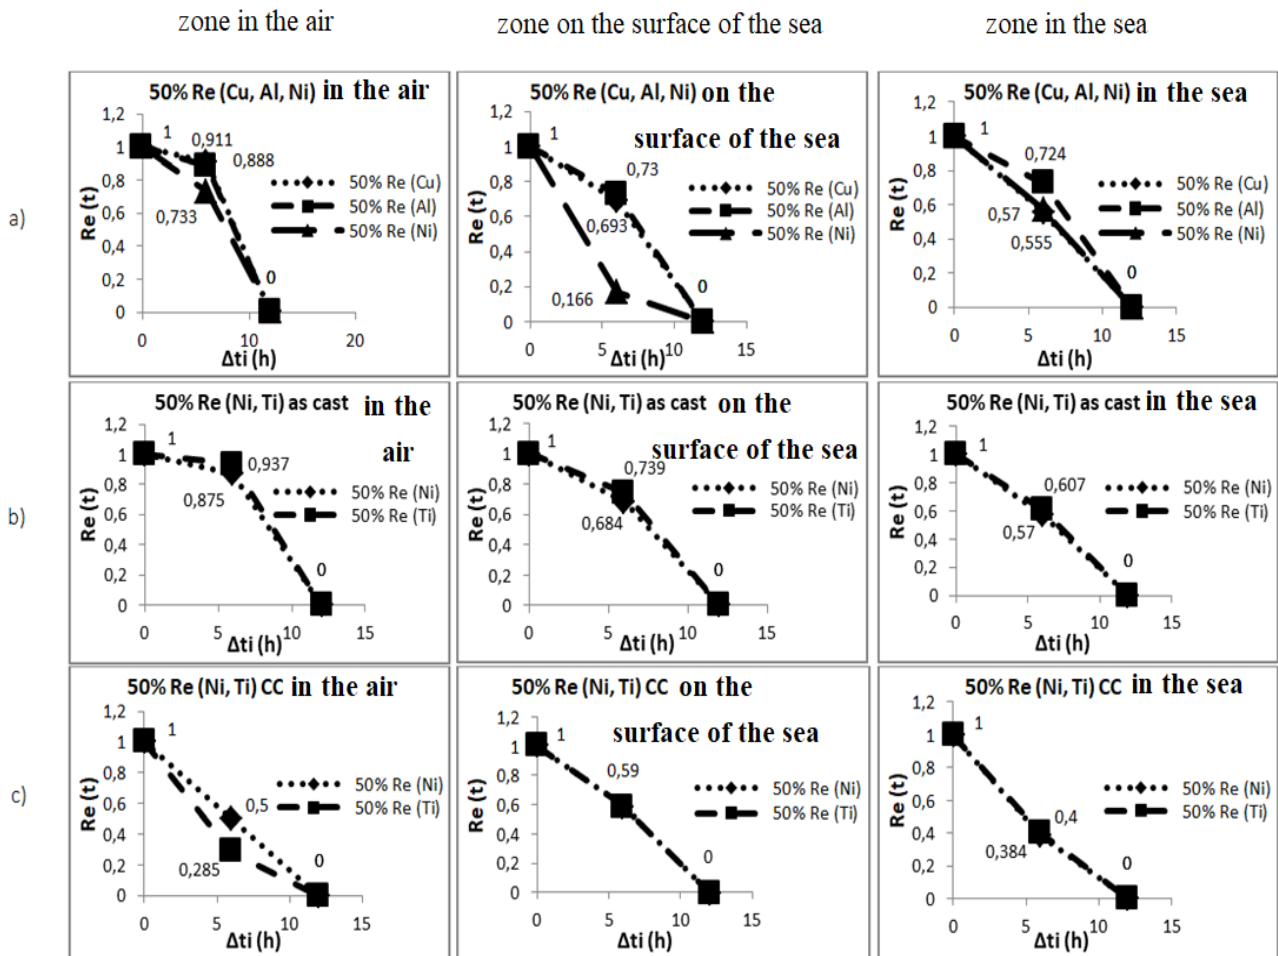 zone in the air
zone on the surface of the sea
zone in the sea
a)
50% Re (Cu, Al, Ni) in the air
1,2
1
0,8
0,6
0,4
0,2
0
Re (t)
1
0,911
0,888
0,733
0
50% Re (Cu)
50% Re (Al)
50% Re (Ni)
0
10
20
Δti (h)
50% Re (Cu, Al, Ni) on the
surface of the sea
1,2
1
0,8
0,6
0,4
0,2
0
Re (t)
1
0,73
0,693
0,166
0
50% Re (Cu)
50% Re (Al)
50% Re (Ni)
0
5
10
15
Δti (h)
50% Re (Cu, Al, Ni) in the sea
1,2
1
0,8
0,6
0,4
0,2
0
Re (t)
1
0,724
0,57
0,555
0
50% Re (Cu)
50% Re (Al)
50% Re (Ni)
0
5
10
15
Δti (h)
b)
50% Re (Ni, Ti) as cast in the
air
1,2
1
0,8
0,6
0,4
0,2
0
Re (t)
1
0,937
0,875
0
50% Re (Ni)
50% Re (Ti)
0
5
10
15
Δti (h)
50% Re (Ni, Ti) as cast on the
surface of the sea
1,2
1
0,8
0,6
0,4
0,2
0
Re (t)
1
0,739
0,684
0
50% Re (Ni)
50% Re (Ti)
0
5
10
15
Δti (h)
50% Re (Ni, Ti) as cast in the sea
1,2
1
0,8
0,6
0,4
0,2
0
Re (t)
1
0,607
0,57
0
50% Re (Ni)
50% Re (Ti)
0
5
10
15
Δti (h)
c)
50% Re (Ni, Ti) CC in the air
1,2
1
0,8
0,6
0,4
0,2
0
Re (t)
1
0,5
0,285
0
50% Re (Ni)
50% Re (Ti)
0
5
10
15
Δti (h)
50% Re (Ni, Ti) CC on the
surface of the sea
1,2
1
0,8
0,6
0,4
0,2
0
Re (t)
1
0,59
0
50% Re (Ni)
50% Re (Ti)
0
5
10
15
Δti (h)
50% Re (Ni, Ti) CC in the sea
1,2
1
0,8
0,6
0,4
0,2
0
Re (t)
1
0,4
0,384
0
50% Re (Ni)
50% Re (Ti)
0
5
10
15
Δti (h)